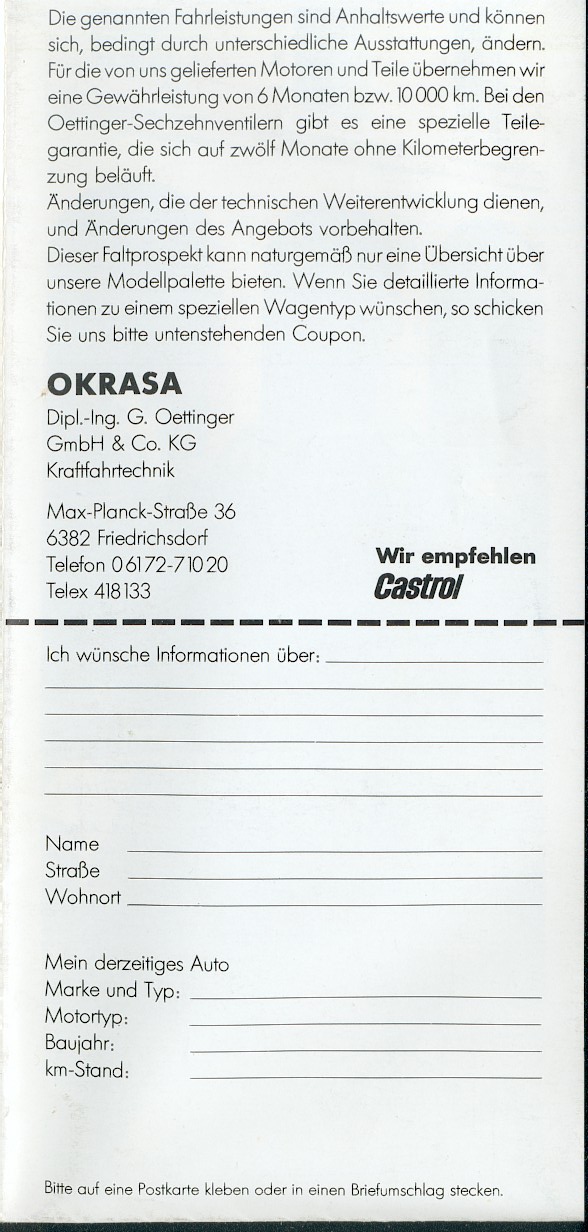 Die genannten Fahrleistungen sind Anhaltswerte und können
sich, bedingt durch unterschiedliche Ausstattungen, ändern.
Für die von uns gelieferten Motoren und Teile übernehmen wir
eine Gewährleistung von 6 Monaten bzw. 10 000 km. Bei den
Oettinger-Sechzehnventilern gibt es eine spezielle Teile-
garantie, die sich auf zwölf Monate ohne Kilometerbegren-
zung beläuft.
Änderungen, die der technischen Weiterentwicklung dienen,
und Änderungen des Angebots vorbehalten.
Dieser Faltprospekt kann naturgemäß nur eine Übersicht über
unsere Modellpalette bieten. Wenn Sie detaillierte Informa-
tionen zu einem speziellen Wagentyp wünschen, so schicken
Sie uns bitte untenstehenden Coupon.
OKRASA
Dipl.-Ing. G. Oettinger
GmbH & Co. KG
Kraftfahrtechnik
Max-Planck-Straße 36
6382 Friedrichsdorf
Telefon 0 6172-710 20
Telex 418 133
Wir empfehlen
Castrol
Ich wünsche Informationen über:
Name
Straße
Wohnort
Mein derzeitiges Auto
Marke und Typ:
Motortyp:
Baujahr:
km-Stand:
Bitte auf eine Postkarte kleben oder in einen Briefumschlag stecken.